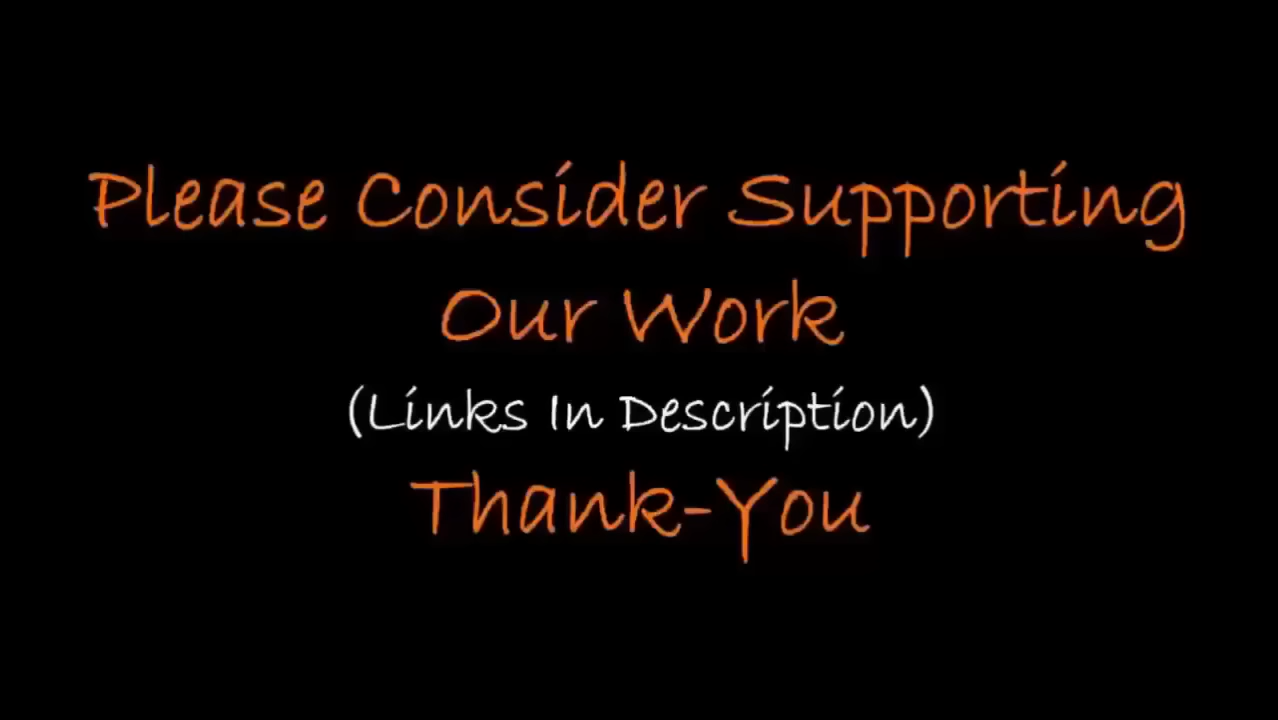 Please Consider Supporting
Our Work
(Links In Description)
Thank-You